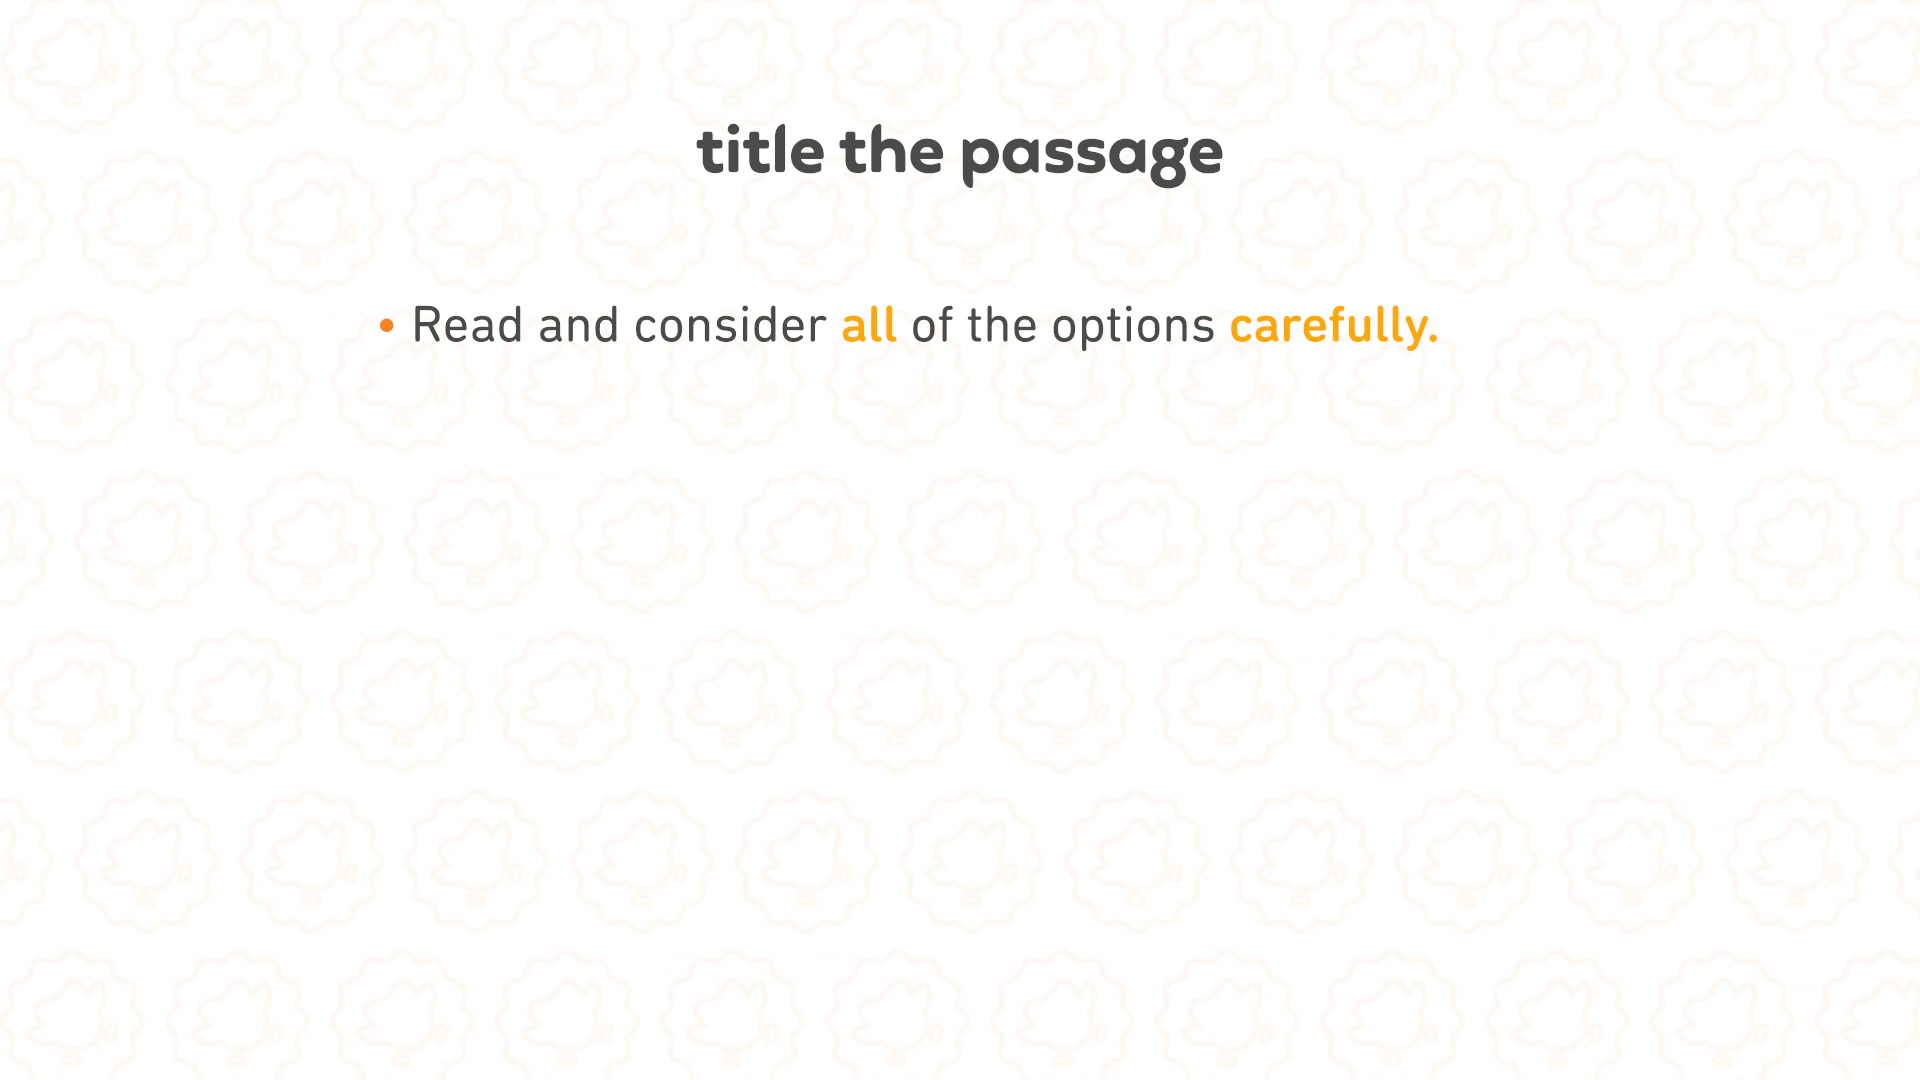 title the passage
• Read and consider all of the options carefully.